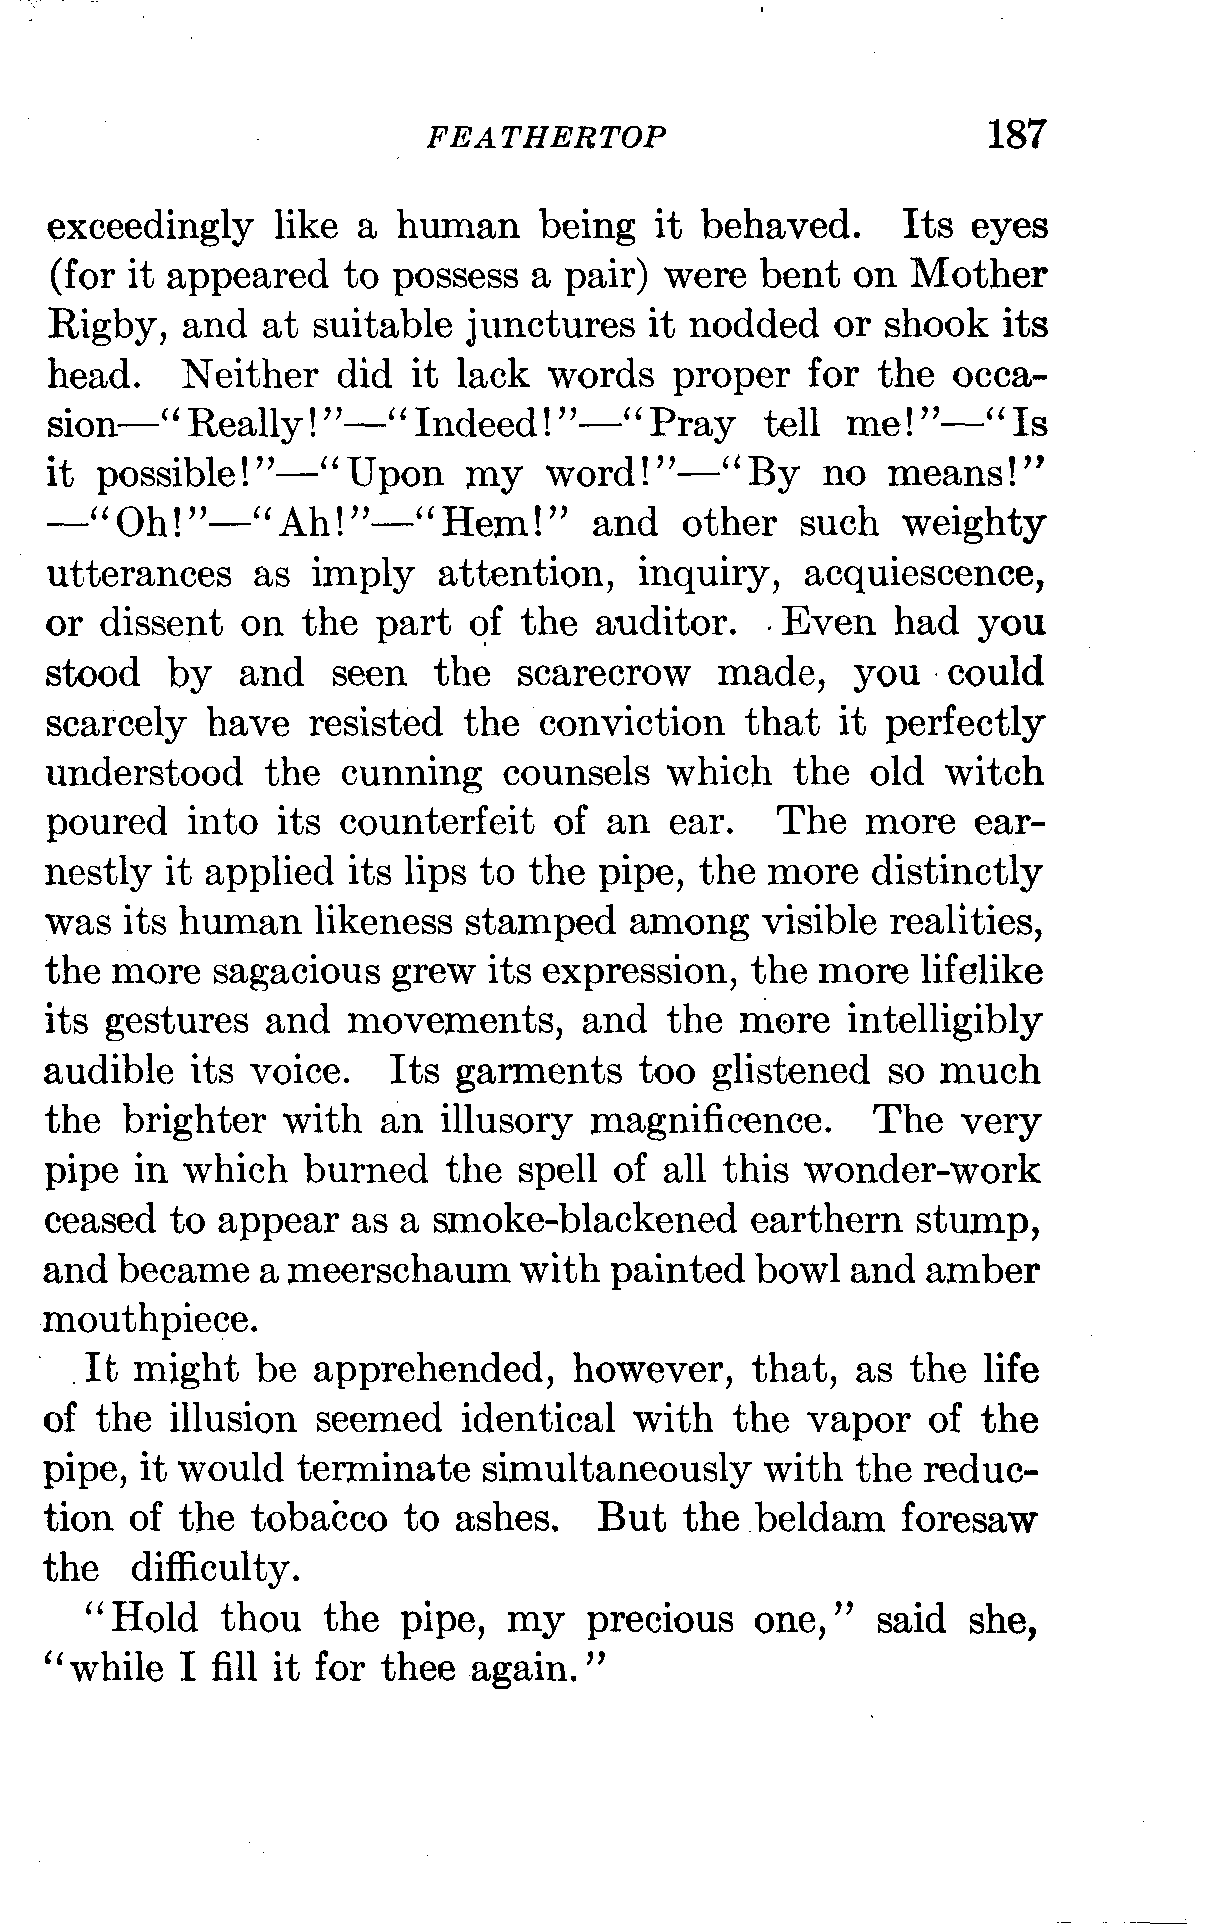 FEATHERTOP 187
exceedingly like a human being it behaved. Its eyes
(for it appeared to possess a pair) were bent on Mother
Rigby, and at suitable junctures it nodded or shook its
head. Neither did it lack words proper for the occa-
sion—“Really!”—“Indeed!”—“Pray tell me!”—“Is
it possible!”—“Upon my word!”—“By no means!”
—“Oh!”—“Ah!”—“Hem!” and other such weighty
utterances as imply attention, inquiry, acquiescence,
or dissent on the part of the auditor. Even had you
stood by and seen the scarecrow made, you could
scarcely have resisted the conviction that it perfectly
understood the cunning counsels which the old witch
poured into its counterfeit of an ear. The more ear-
nestly it applied its lips to the pipe, the more distinctly
was its human likeness stamped among visible realities,
the more sagacious grew its expression, the more lifelike
its gestures and movements, and the more intelligibly
audible its voice. Its garments too glistened so much
the brighter with an illusory magnificence. The very
pipe in which burned the spell of all this wonder-work
ceased to appear as a smoke-blackened earthern stump,
and became a meerschaum with painted bowl and amber
mouthpiece.
It might be apprehended, however, that, as the life
of the illusion seemed identical with the vapor of the
pipe, it would terminate simultaneously with the reduc-
tion of the tobacco to ashes. But the beldam foresaw
the difficulty.
“Hold thou the pipe, my precious one,” said she,
“while I fill it for thee again.”